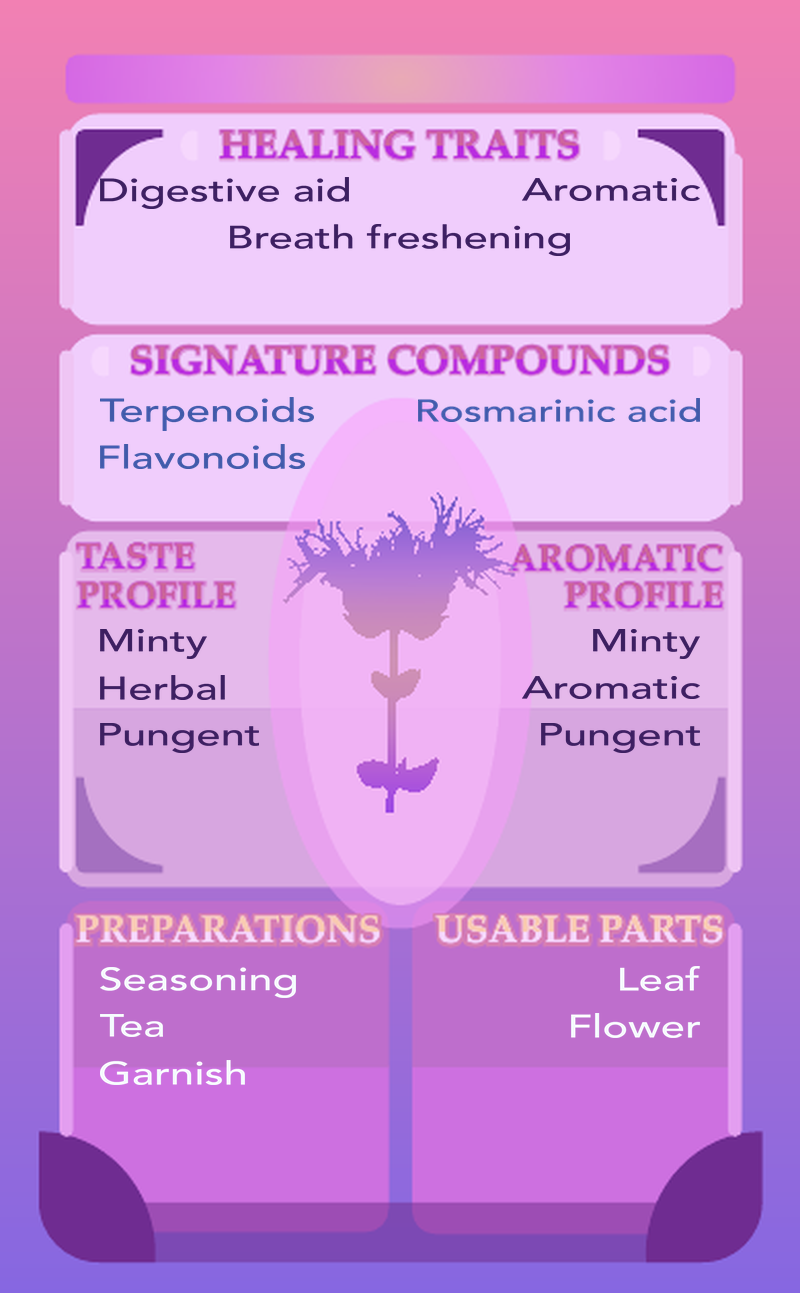 HEALING TRAITS
Digestive aid Aromatic
Breath freshening
SIGNATURE COMPOUNDS
Terpenoids Rosmarinic acid
Flavonoids
TASTE
PROFILE
Minty
Herbal
Pungent
AROMATIC
PROFILE
Minty
Aromatic
Pungent
PREPARATIONS
Seasoning
Tea
Garnish
USABLE PARTS
Leaf
Flower